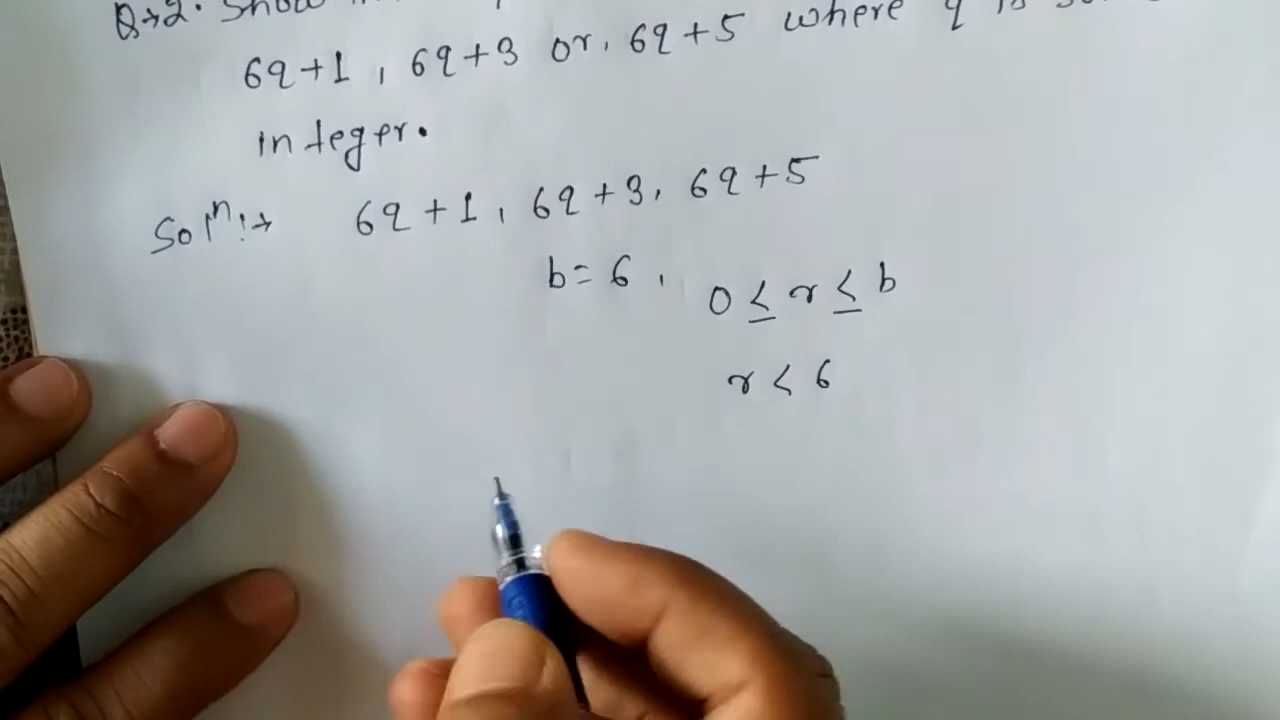 Q→2. Show
6q+1, 6q+3 or, 6q+5 where q is
integer.
Solⁿ:→ 6q+1, 6q+3, 6q+5
b=6, 0 ≤ r ≤ b
r < 6